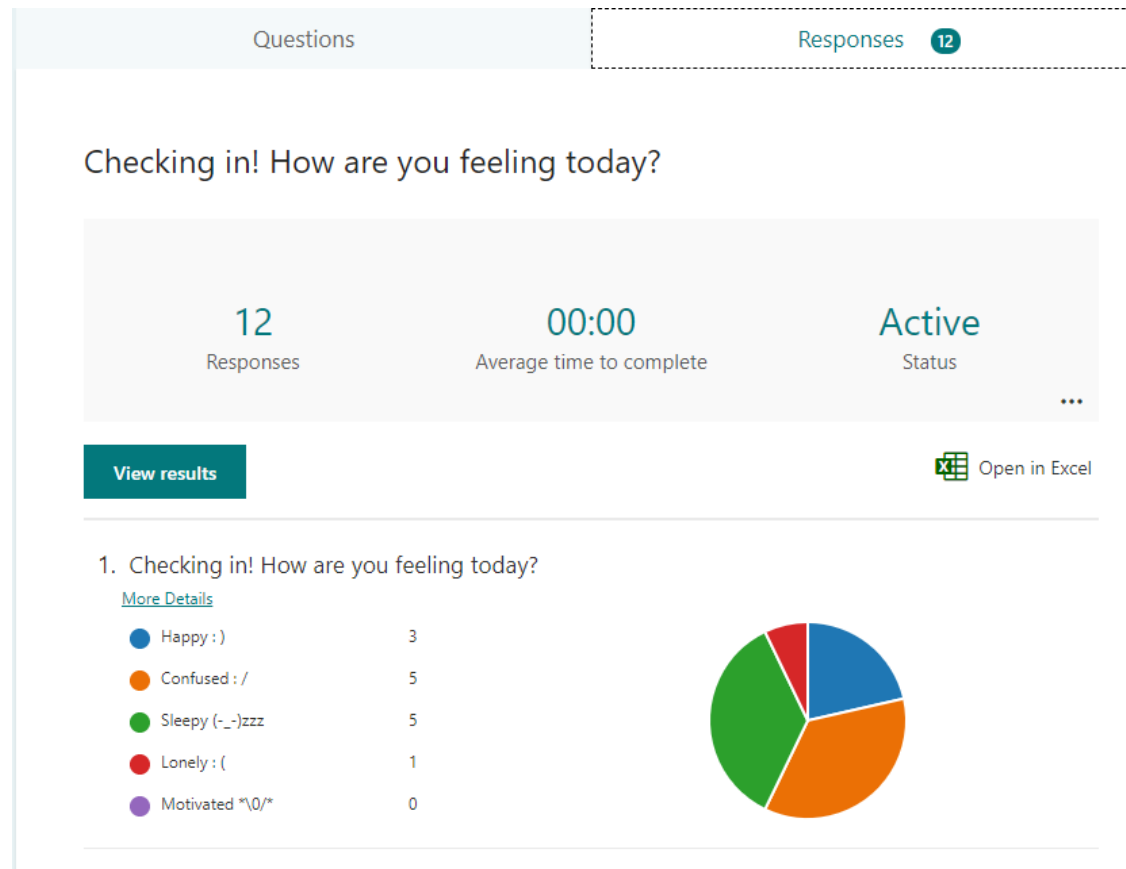 Questions
Responses 12
Checking in! How are you feeling today?
12
00:00
Active
Responses
Average time to complete
Status
View results
Open in Excel
1. Checking in! How are you feeling today?
More Details
Happy : ) 3
Confused : / 5
Sleepy (-_-)zzz 5
Lonely : ( 1
Motivated *\0/* 0